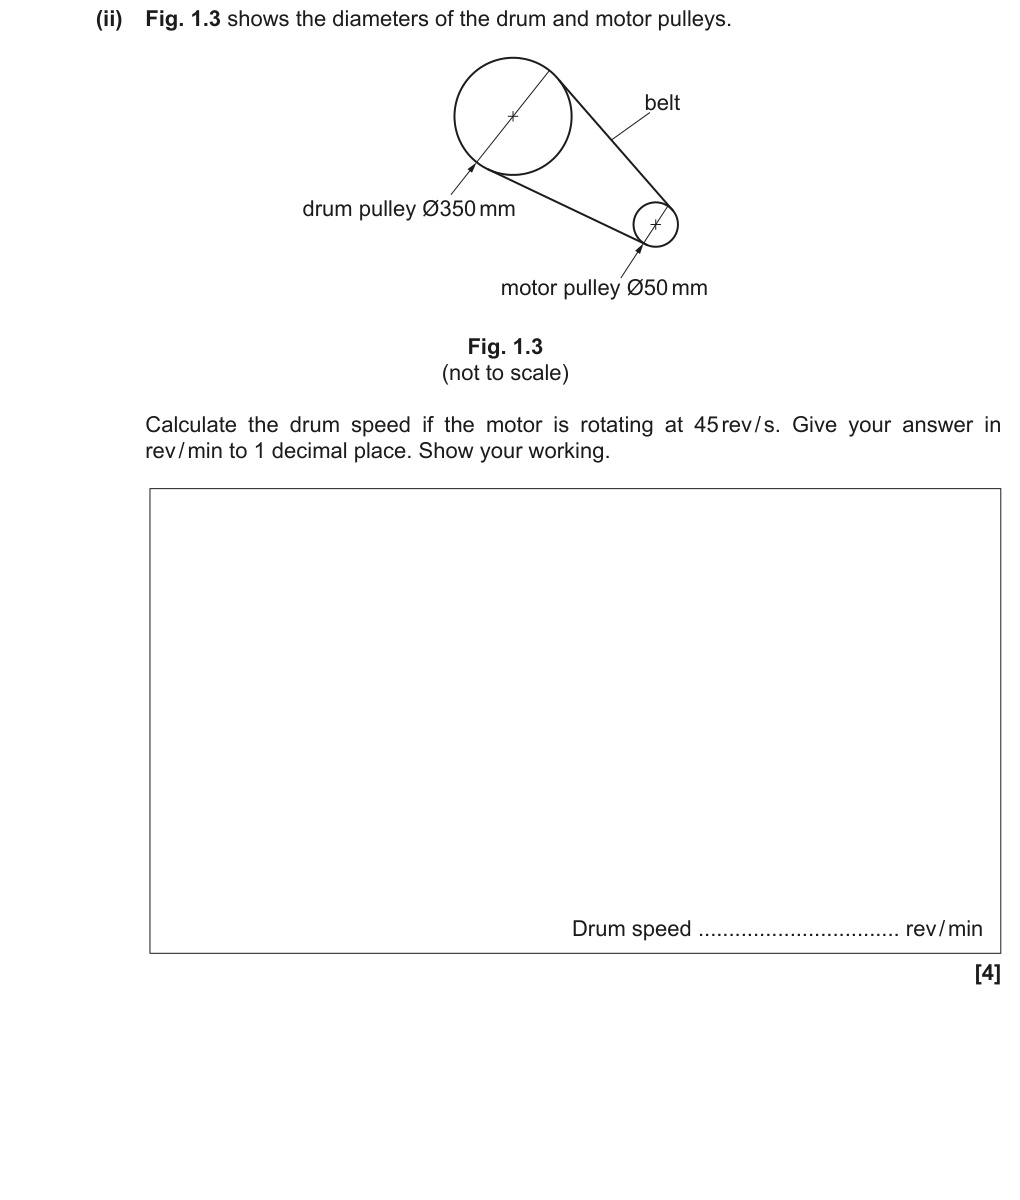 (ii) Fig. 1.3 shows the diameters of the drum and motor pulleys.
belt
drum pulley Ø350 mm
motor pulley Ø50 mm
Fig. 1.3
(not to scale)
Calculate the drum speed if the motor is rotating at 45 rev/s. Give your answer in
rev/min to 1 decimal place. Show your working.
Drum speed ................................. rev/min
[4]